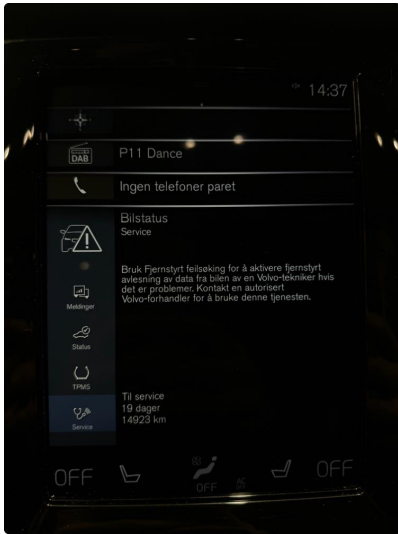 14:37
DAB
P11 Dance
Ingen telefoner paret
Bilstatus
Service
Bruk Fjernstyrt feilsøking for å aktivere fjernstyrt
avlesning av data fra bilen av en Volvo-tekniker hvis
det er problemer. Kontakt en autorisert
Volvo-forhandler for å bruke denne tjenesten.
Meldinger
Status
TPMS
Service
Til service
19 dager
14923 km
OFF
OFF
AC
OFF